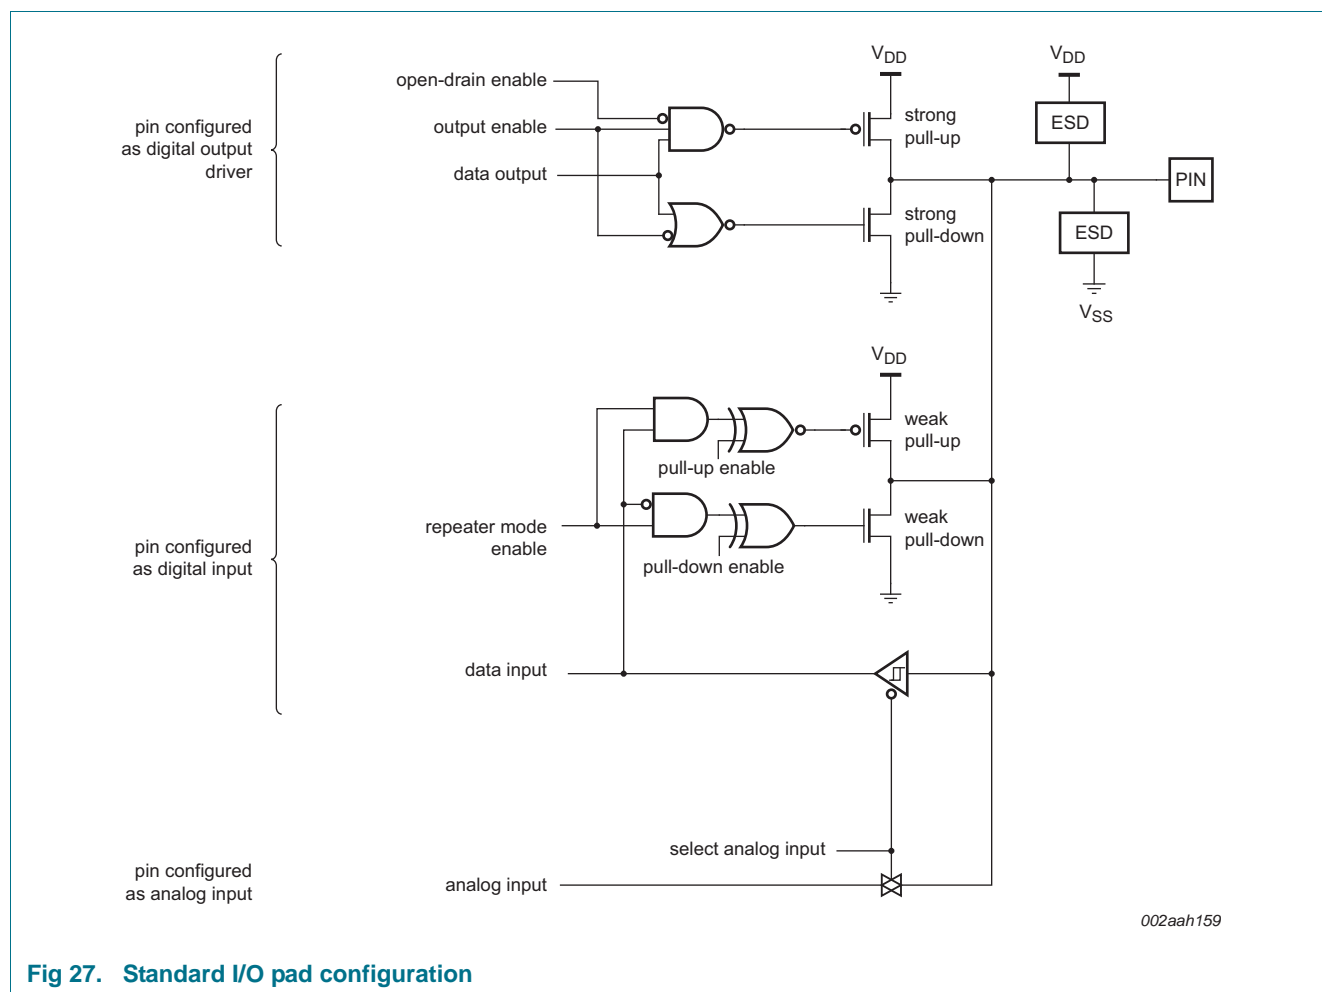 VDD
VDD
open-drain enable
strong
pull-up
ESD
pin configured
as digital output
driver
output enable
data output
PIN
strong
pull-down
ESD
VSS
VDD
weak
pull-up
pull-up enable
repeater mode
enable
weak
pull-down
pin configured
as digital input
pull-down enable
data input
select analog input
pin configured
as analog input
analog input
002aah159
Fig 27. Standard I/O pad configuration